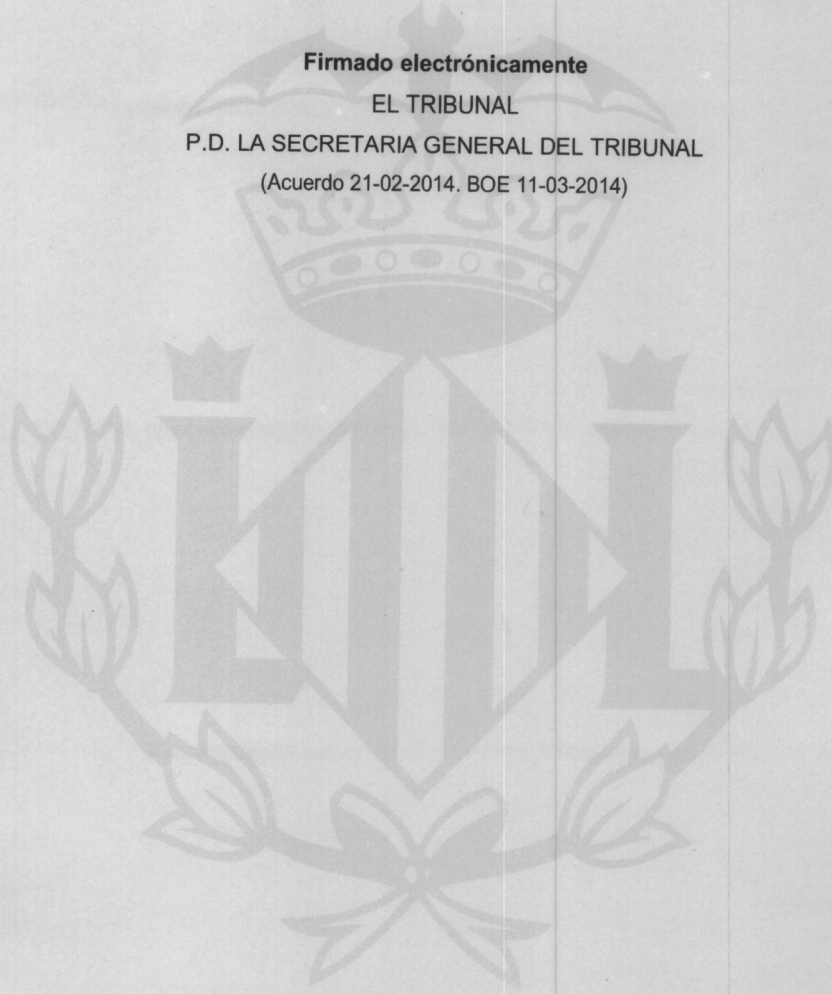 Firmado electrónicamente
EL TRIBUNAL
P.D. LA SECRETARIA GENERAL DEL TRIBUNAL
(Acuerdo 21-02-2014. BOE 11-03-2014)